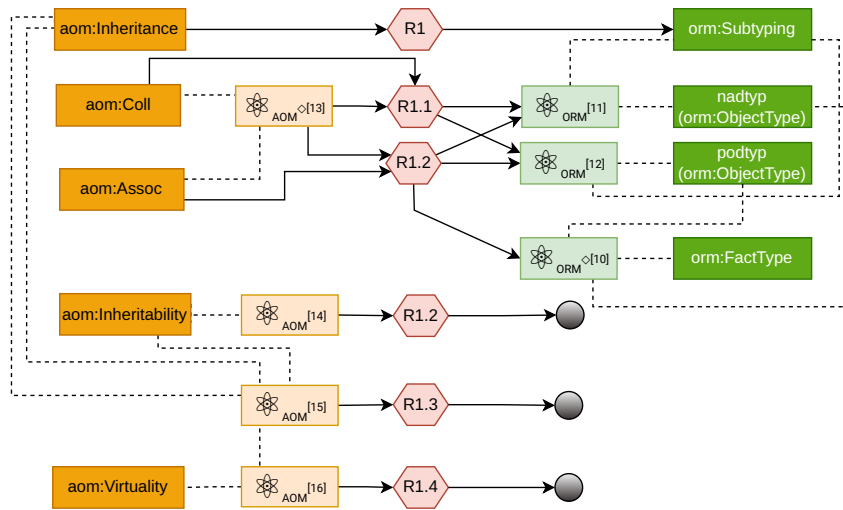 aom:Inheritance
R1
orm:Subtyping
aom:Coll
AOM◇[13]
R1.1
ORM[11]
nadtyp
(orm:ObjectType)
R1.2
ORM[12]
podtyp
(orm:ObjectType)
aom:Assoc
ORM◇[10]
orm:FactType
aom:Inheritability
AOM[14]
R1.2
AOM[15]
R1.3
aom:Virtuality
AOM[16]
R1.4